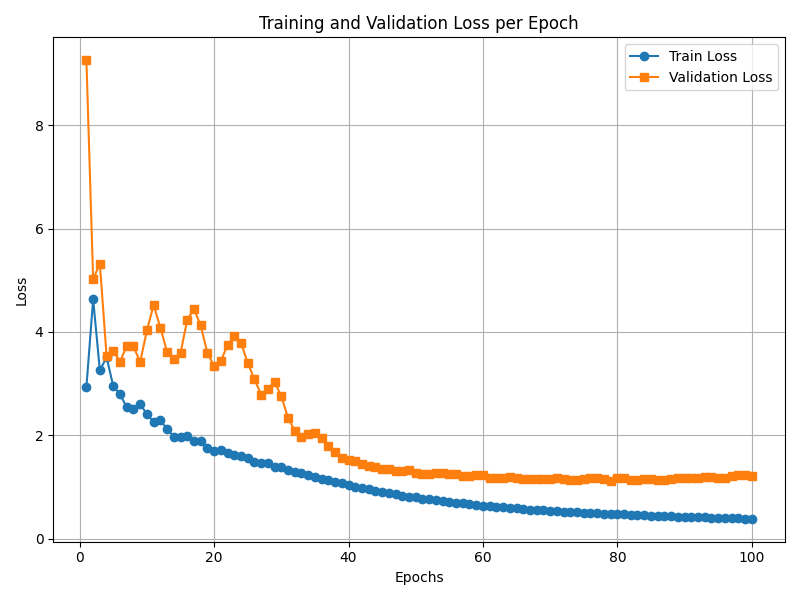 Training and Validation Loss per Epoch
Train Loss
Validation Loss
8
6
4
2
0
Loss
0 20 40 60 80 100
Epochs